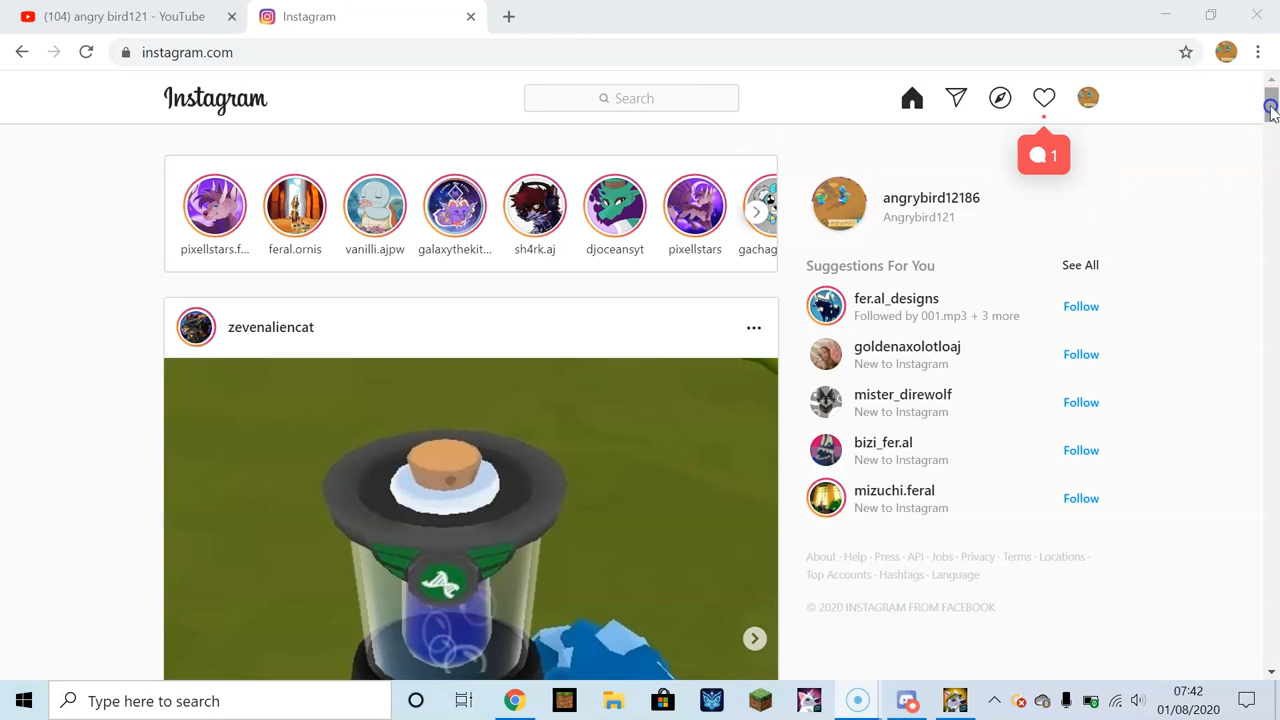 (104) angry bird121 - YouTube
Instagram
instagram.com
Instagram
Search
1
pixellstars.f...
feral.ornis
vanilli.ajpw
galaxythekit...
sh4rk.aj
djoceansyt
pixellstars
gachag
angrybird12186
Angrybird121
Suggestions For You
See All
fer.al_designs
Followed by 001.mp3 + 3 more
Follow
goldenaxolotloaj
New to Instagram
Follow
mister_direwolf
New to Instagram
Follow
bizi_fer.al
New to Instagram
Follow
mizuchi.feral
New to Instagram
Follow
zevenaliencat
About · Help · Press · API · Jobs · Privacy · Terms · Locations ·
Top Accounts · Hashtags · Language
© 2020 INSTAGRAM FROM FACEBOOK
Type here to search
07:42
01/08/2020